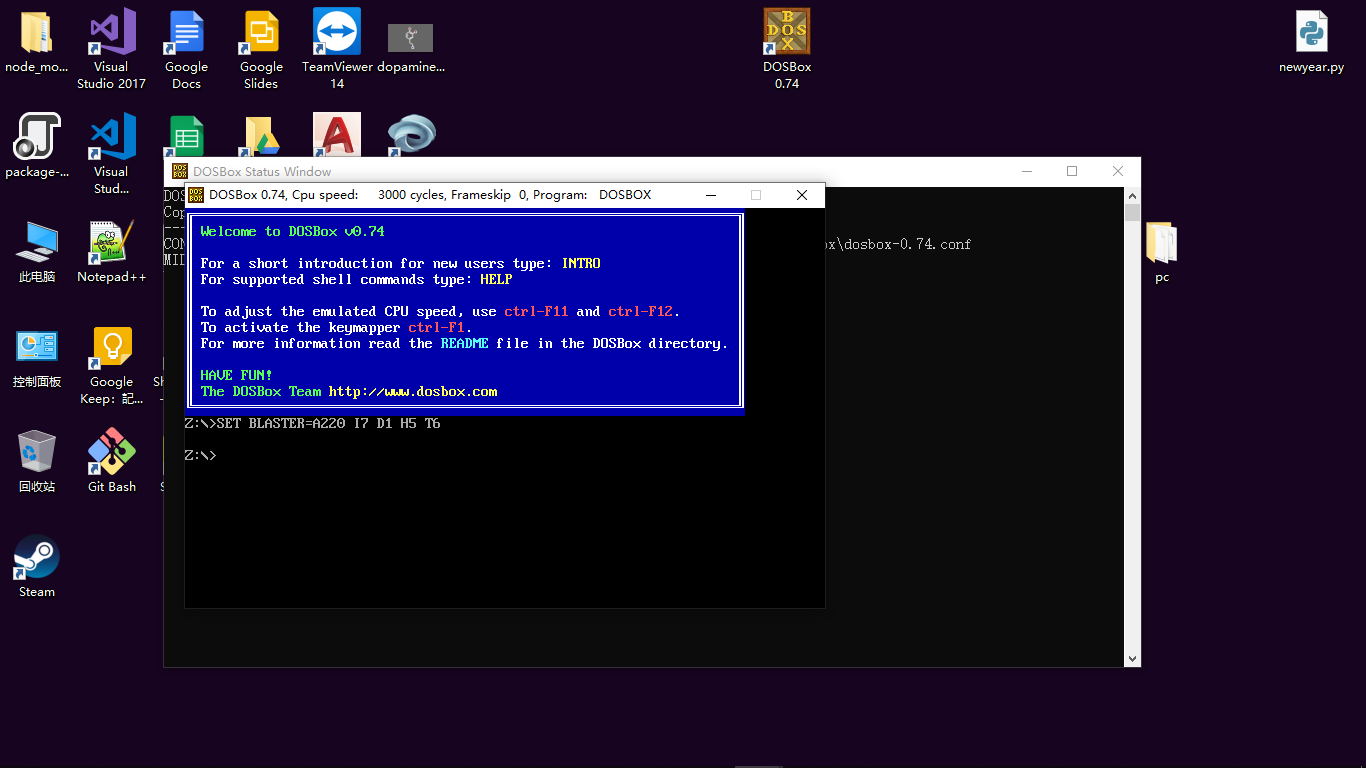 node_mo...
Visual
Studio 2017
Google
Docs
Google
Slides
TeamViewer
14
dopamine...
DOSBox
0.74
newyear.py
package-...
Visual
Stud...
DOSBox Status Window
DOSBox 0.74, Cpu speed: 3000 cycles, Frameskip 0, Program: DOSBOX
Welcome to DOSBox v0.74
For a short introduction for new users type: INTRO
For supported shell commands type: HELP
To adjust the emulated CPU speed, use ctrl-F11 and ctrl-F12.
To activate the keymapper ctrl-F1.
For more information read the README file in the DOSBox directory.
HAVE FUN!
The DOSBox Team http://www.dosbox.com
Z:\>SET BLASTER=A220 I7 D1 H5 T6
Z:\>
x\dosbox-0.74.conf
此电脑
Notepad++
pc
控制面板
Google
Keep：記...
回收站
Git Bash
Steam